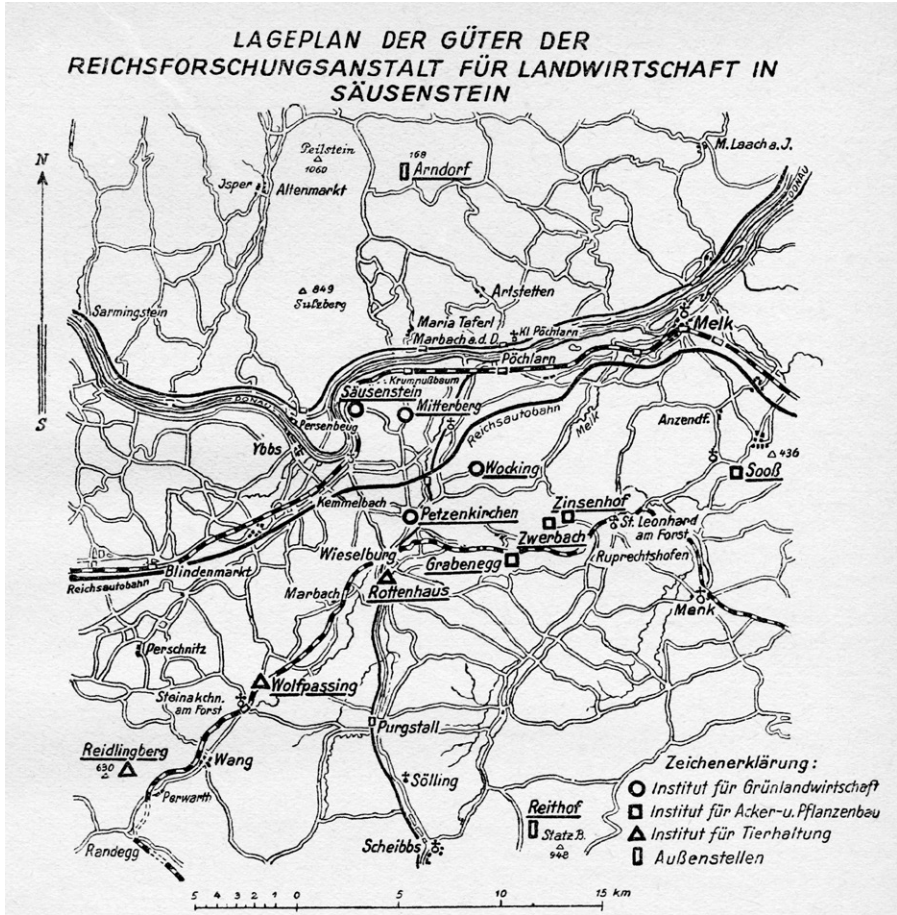 LAGEPLAN DER GÜTER DER
REICHSFORSCHUNGSANSTALT FÜR LANDWIRTSCHAFT IN
SÄUSENSTEIN
N
S
Peilstein
1060
168
Arndorf
M. Laach a. J.
Jsper
Altenmarkt
DONAU
849
Sulzberg
Artstetten
Sarmingstein
Maria Taferl
Marbach a.d.D.
Kl Pöchlarn
Melk
Pöchlarn
Krumnußbaum
Säusenstein
Mitterberg
DONAU
Persenbeug
Reichsautobahn
Melk
Anzendf.
Ybbs
436
Wocking
Sooß
Kemmelbach
Zinsenhof
Petzenkirchen
St. Leonhard
am Forst
Zwerbach
Wieselburg
Grabenegg
Ruprechtshofen
Blindenmarkt
Reichsautobahn
Marbach
Rottenhaus
Mank
Perschnitz
Wolfpassing
Steinakchn.
am Forst
Purgstall
Reidlingberg
630
Wang
Zeichenerklärung:
Institut für Grünlandwirtschaft
Sölling
Perwarth
Reithof
Institut für Acker-u. Pflanzenbau
Statz B.
948
Institut für Tierhaltung
Randegg
Scheibbs
Außenstellen
5 4 3 2 1 0 5 10 15 km